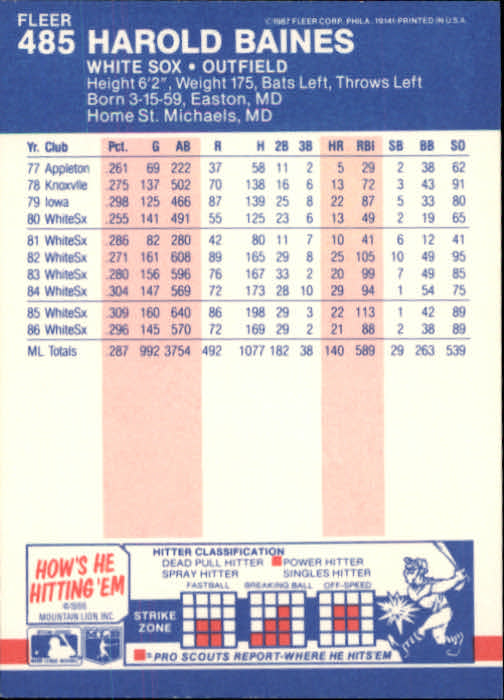 FLEER
485 HAROLD BAINES
©1987 FLEER CORP. PHILA. 19141-PRINTED IN U.S.A.
WHITE SOX • OUTFIELD
Height 6'2", Weight 175, Bats Left, Throws Left
Born 3-15-59, Easton, MD
Home St. Michaels, MD
Yr. Club Pct. G AB R H 2B 3B HR RBI SB BB SO
77 Appleton .261 69 222 37 58 11 2 5 29 2 38 62
78 Knoxvlle .275 137 502 70 138 16 6 13 72 3 43 91
79 Iowa .298 125 466 87 139 25 8 22 87 5 33 80
80 WhiteSx .255 141 491 55 125 23 6 13 49 2 19 65
81 WhiteSx .286 82 280 42 80 11 7 10 41 6 12 41
82 WhiteSx .271 161 608 89 165 29 8 25 105 10 49 95
83 WhiteSx .280 156 596 76 167 33 2 20 99 7 49 85
84 WhiteSx .304 147 569 72 173 28 10 29 94 1 54 75
85 WhiteSx .309 160 640 86 198 29 3 22 113 1 42 89
86 WhiteSx .296 145 570 72 169 29 2 21 88 2 38 89
ML Totals .287 992 3754 492 1077 182 38 140 589 29 263 539
HOW'S HE
HITTING 'EM
©1986
MOUNTAIN LION INC.
HITTER CLASSIFICATION
DEAD PULL HITTER POWER HITTER
SPRAY HITTER SINGLES HITTER
FASTBALL BREAKING BALL OFF-SPEED
STRIKE
ZONE
=PRO SCOUTS REPORT-WHERE HE HITS 'EM